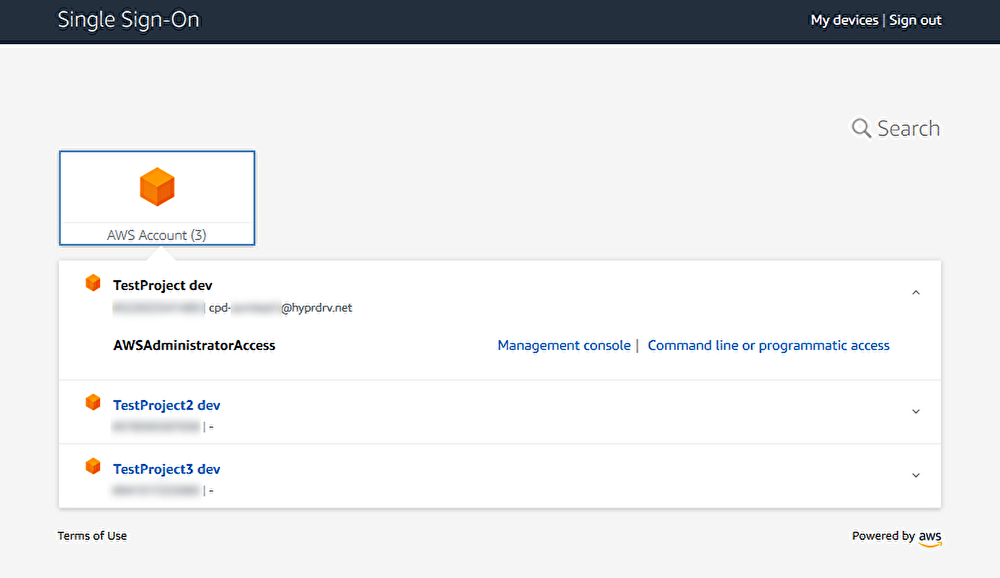 Single Sign-On
My devices | Sign out
Search
AWS Account (3)
TestProject dev
| cpd-
@hyprdrv.net
AWSAdministratorAccess
Management console | Command line or programmatic access
TestProject2 dev
| -
TestProject3 dev
| -
Terms of Use
Powered by aws